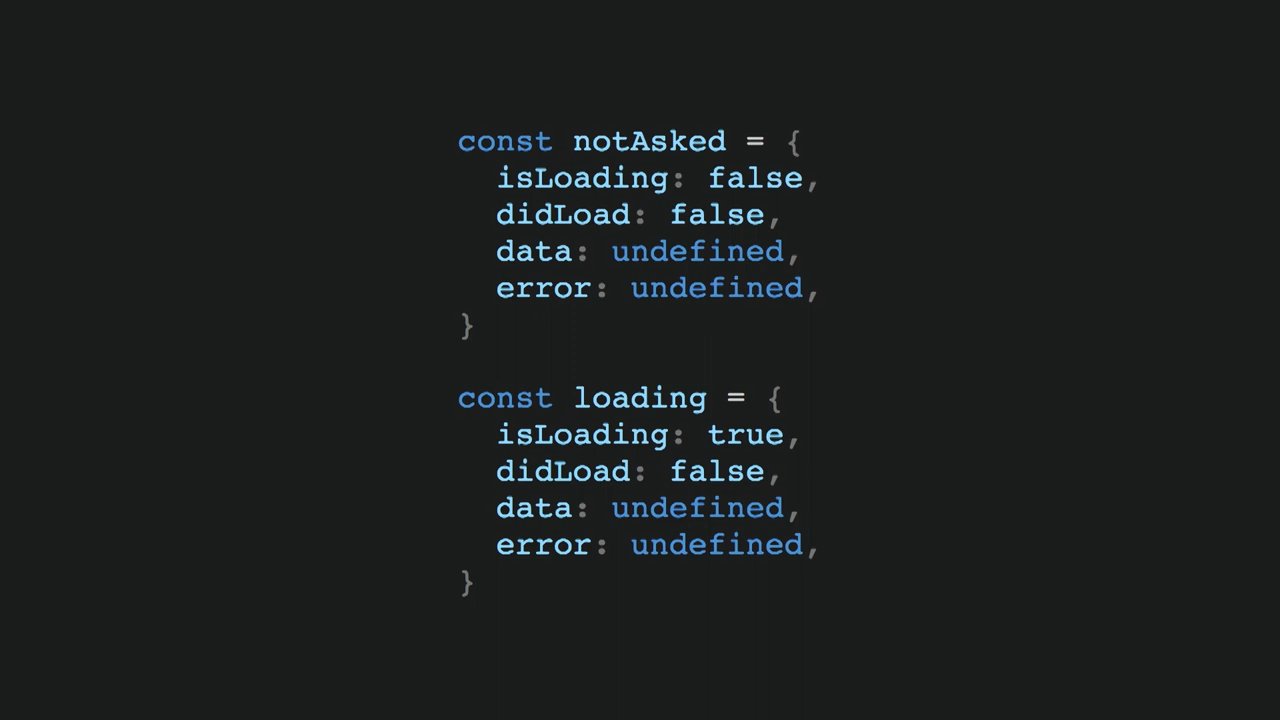 const notAsked = {
  isLoading: false,
  didLoad: false,
  data: undefined,
  error: undefined,
}
const loading = {
  isLoading: true,
  didLoad: false,
  data: undefined,
  error: undefined,
}